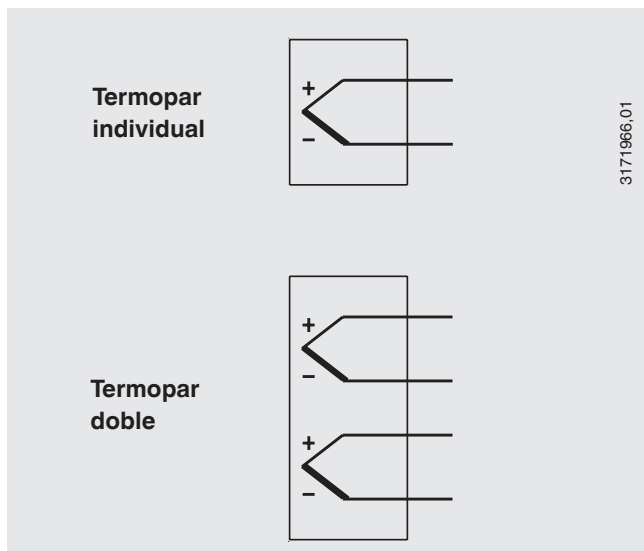 Termopar
individual
+
−
3171966,01
Termopar
doble
+
−
+
−